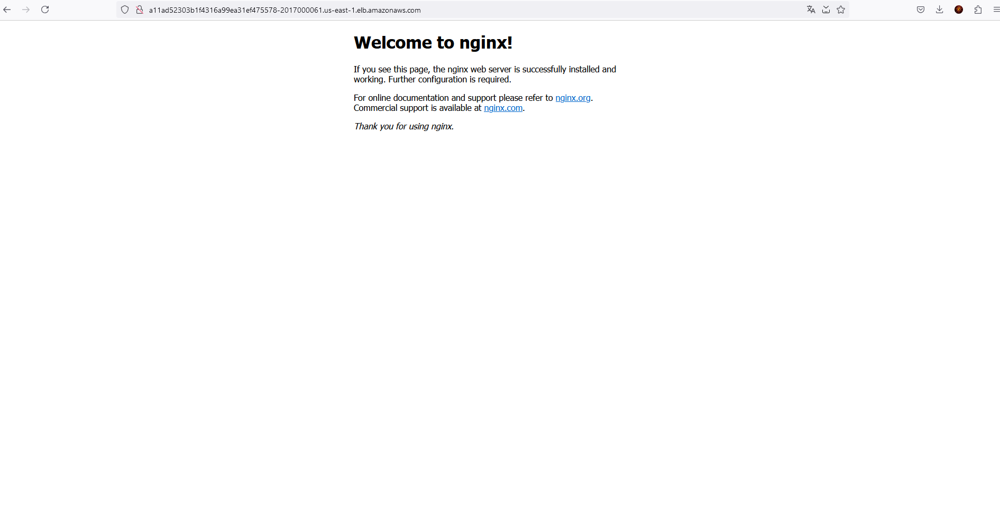 a11ad52303b1f4316a99ea31ef475578-2017000061.us-east-1.elb.amazonaws.com
Welcome to nginx!
If you see this page, the nginx web server is successfully installed and
working. Further configuration is required.
For online documentation and support please refer to nginx.org.
Commercial support is available at nginx.com.
Thank you for using nginx.